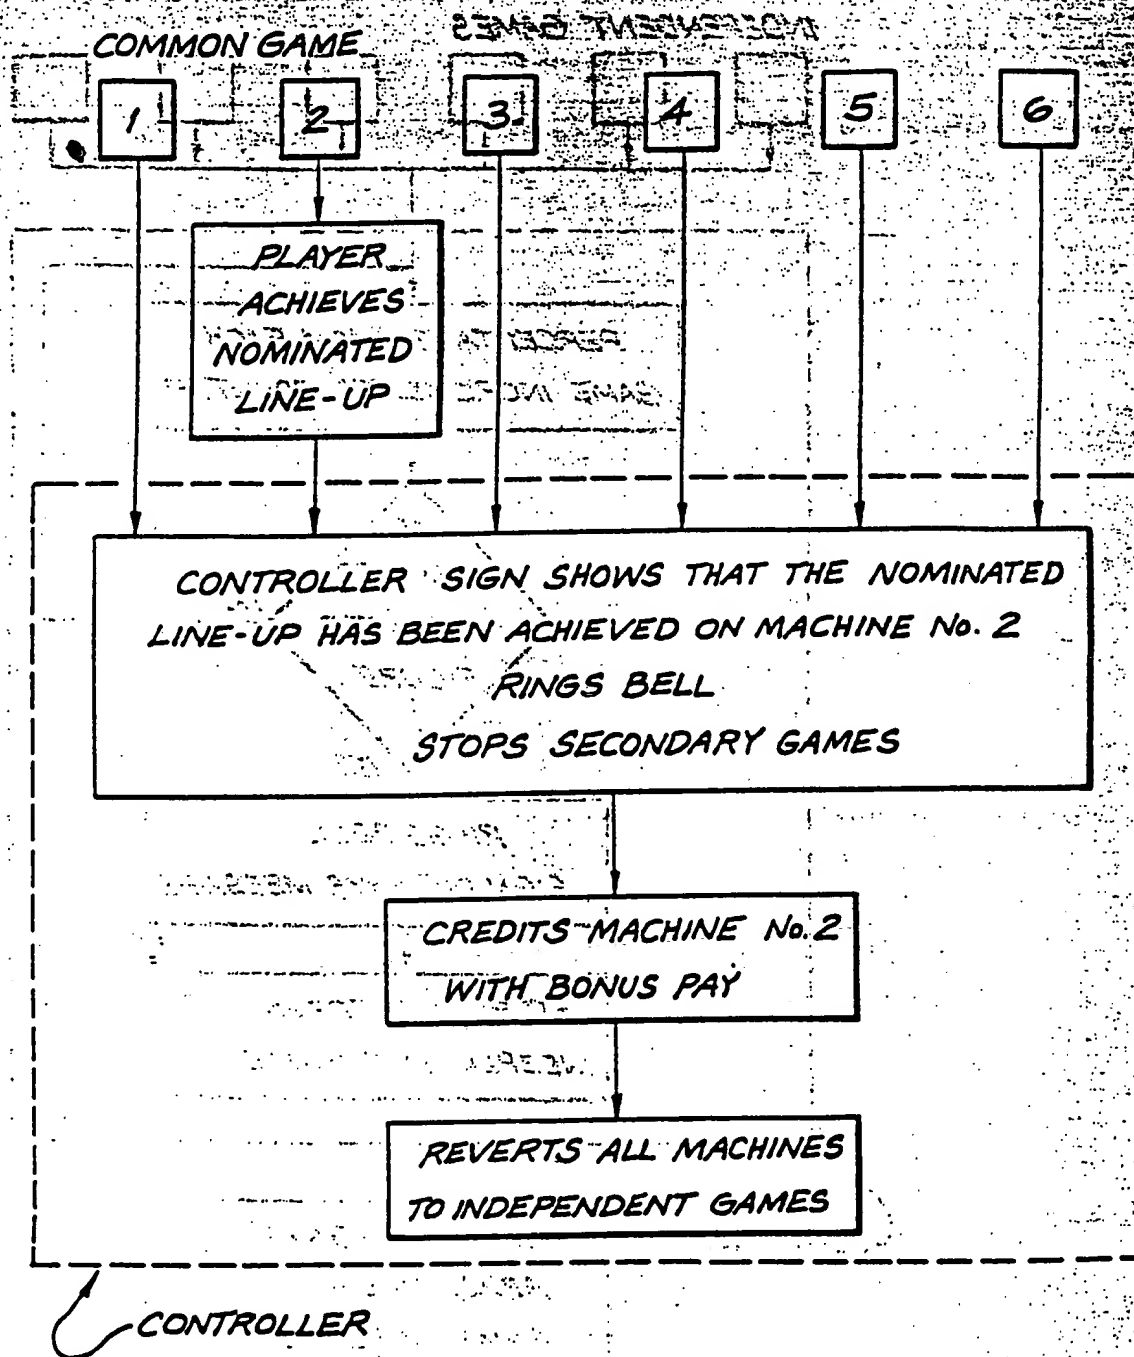 COMMON GAME
1 2 3 4 5 6
PLAYER
ACHIEVES
NOMINATED
LINE-UP
CONTROLLER SIGN SHOWS THAT THE NOMINATED
LINE-UP HAS BEEN ACHIEVED ON MACHINE No. 2
RINGS BELL
STOPS SECONDARY GAMES
CREDITS MACHINE No. 2
WITH BONUS PAY
REVERTS ALL MACHINES
TO INDEPENDENT GAMES
CONTROLLER